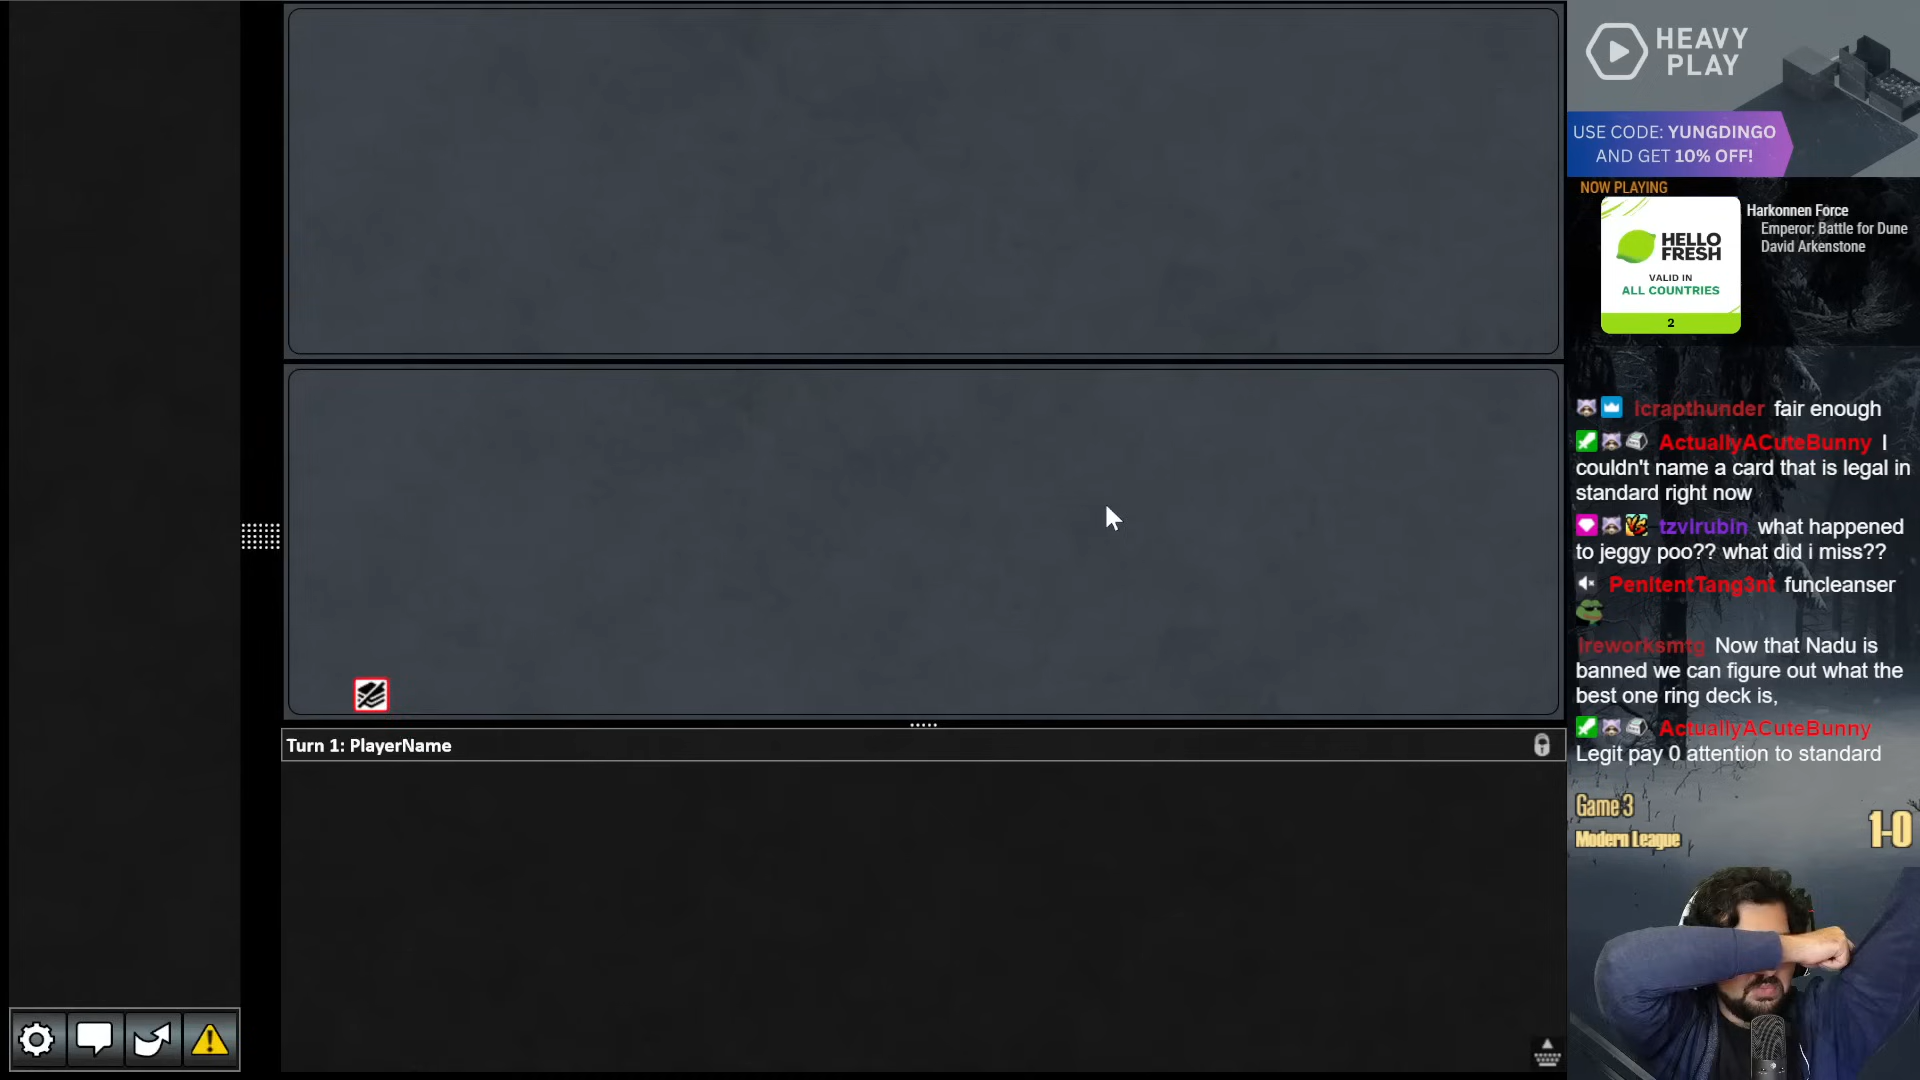 HEAVY
PLAY
USE CODE: YUNGDINGO
AND GET 10% OFF!
NOW PLAYING
HELLO
FRESH
VALID IN
ALL COUNTRIES
2
Harkonnen Force
Emperor: Battle for Dune
David Arkenstone
lcrapthunder fair enough
ActuallyACuteBunny I
couldn't name a card that is legal in
standard right now
tzvirubin what happened
to jeggy poo?? what did i miss??
PenitentTang3nt funcleanser
ireworksmtg Now that Nadu is
banned we can figure out what the
best one ring deck is,
ActuallyACuteBunny
Legit pay 0 attention to standard
Game 3
Modern League
1-0
Turn 1: PlayerName